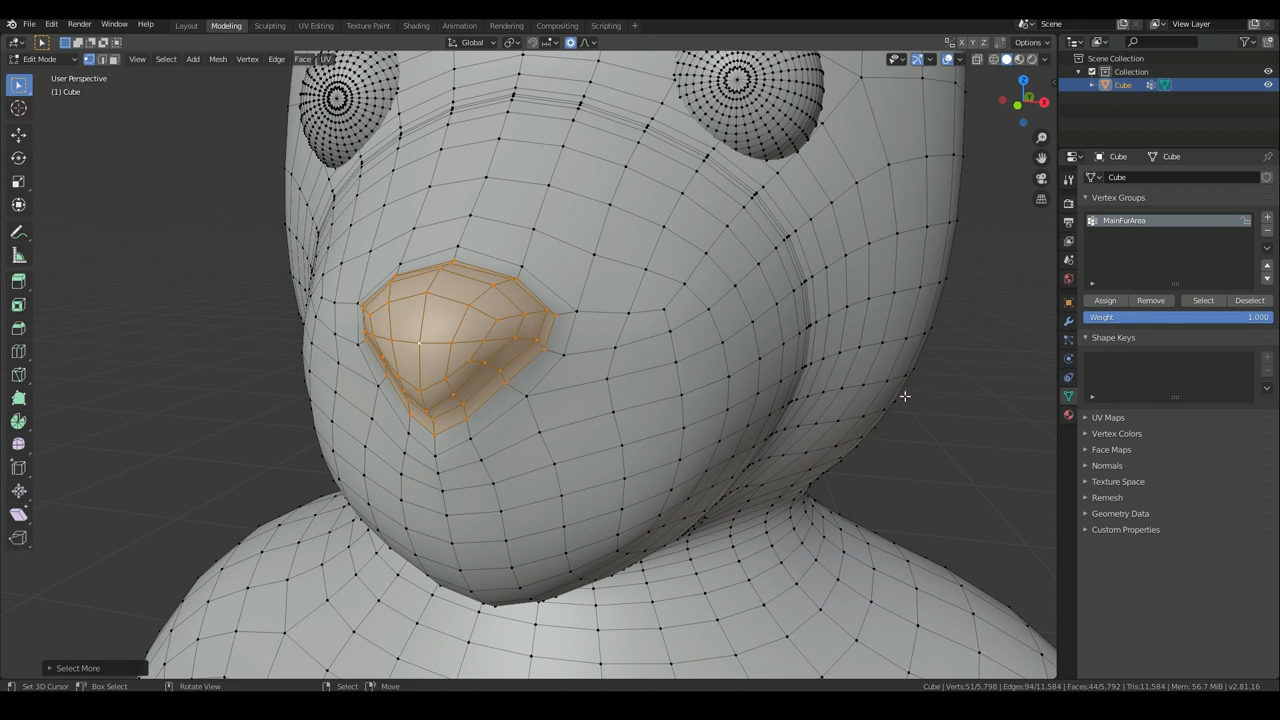 File Edit Render Window Help Layout Modeling Sculpting UV Editing Texture Paint Shading Animation Rendering Compositing Scripting + Scene View Layer
Global X Y Z Options
Edit Mode View Select Add Mesh Vertex Edge Face UV
Scene Collection
Collection
Cube
User Perspective
(1) Cube
Z
Y
X
Cube Cube
Cube
Vertex Groups
MainFurArea
Assign Remove Select Deselect
Weight 1.000
Shape Keys
UV Maps
Vertex Colors
Face Maps
Normals
Texture Space
Remesh
Geometry Data
Custom Properties
Select More
Set 3D Cursor Box Select Rotate View Select Move Cube | Verts:51/5,798 | Edges:94/11,584 | Faces:44/5,792 | Tris:11,584 | Mem: 56.7 MiB | v2.81.16